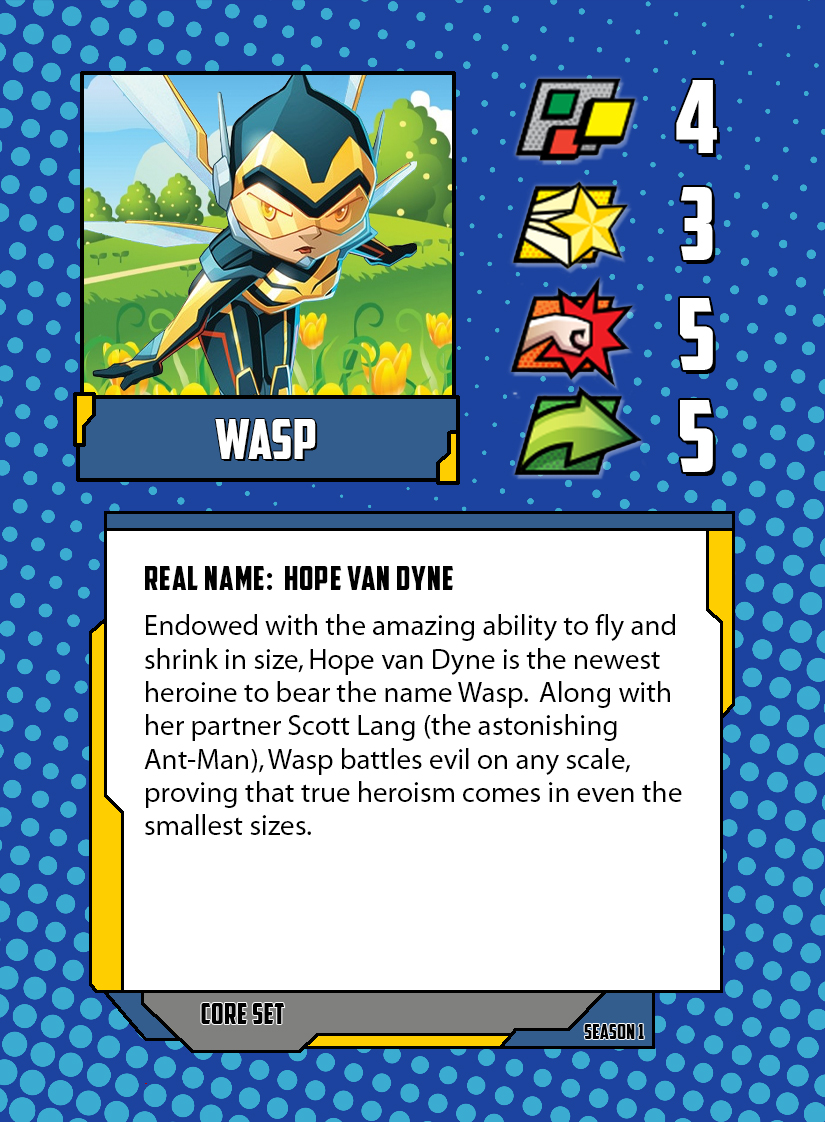 4
3
5
5
WASP
REAL NAME: HOPE VAN DYNE
Endowed with the amazing ability to fly and
shrink in size, Hope van Dyne is the newest
heroine to bear the name Wasp. Along with
her partner Scott Lang (the astonishing
Ant-Man), Wasp battles evil on any scale,
proving that true heroism comes in even the
smallest sizes.
CORE SET
SEASON 1